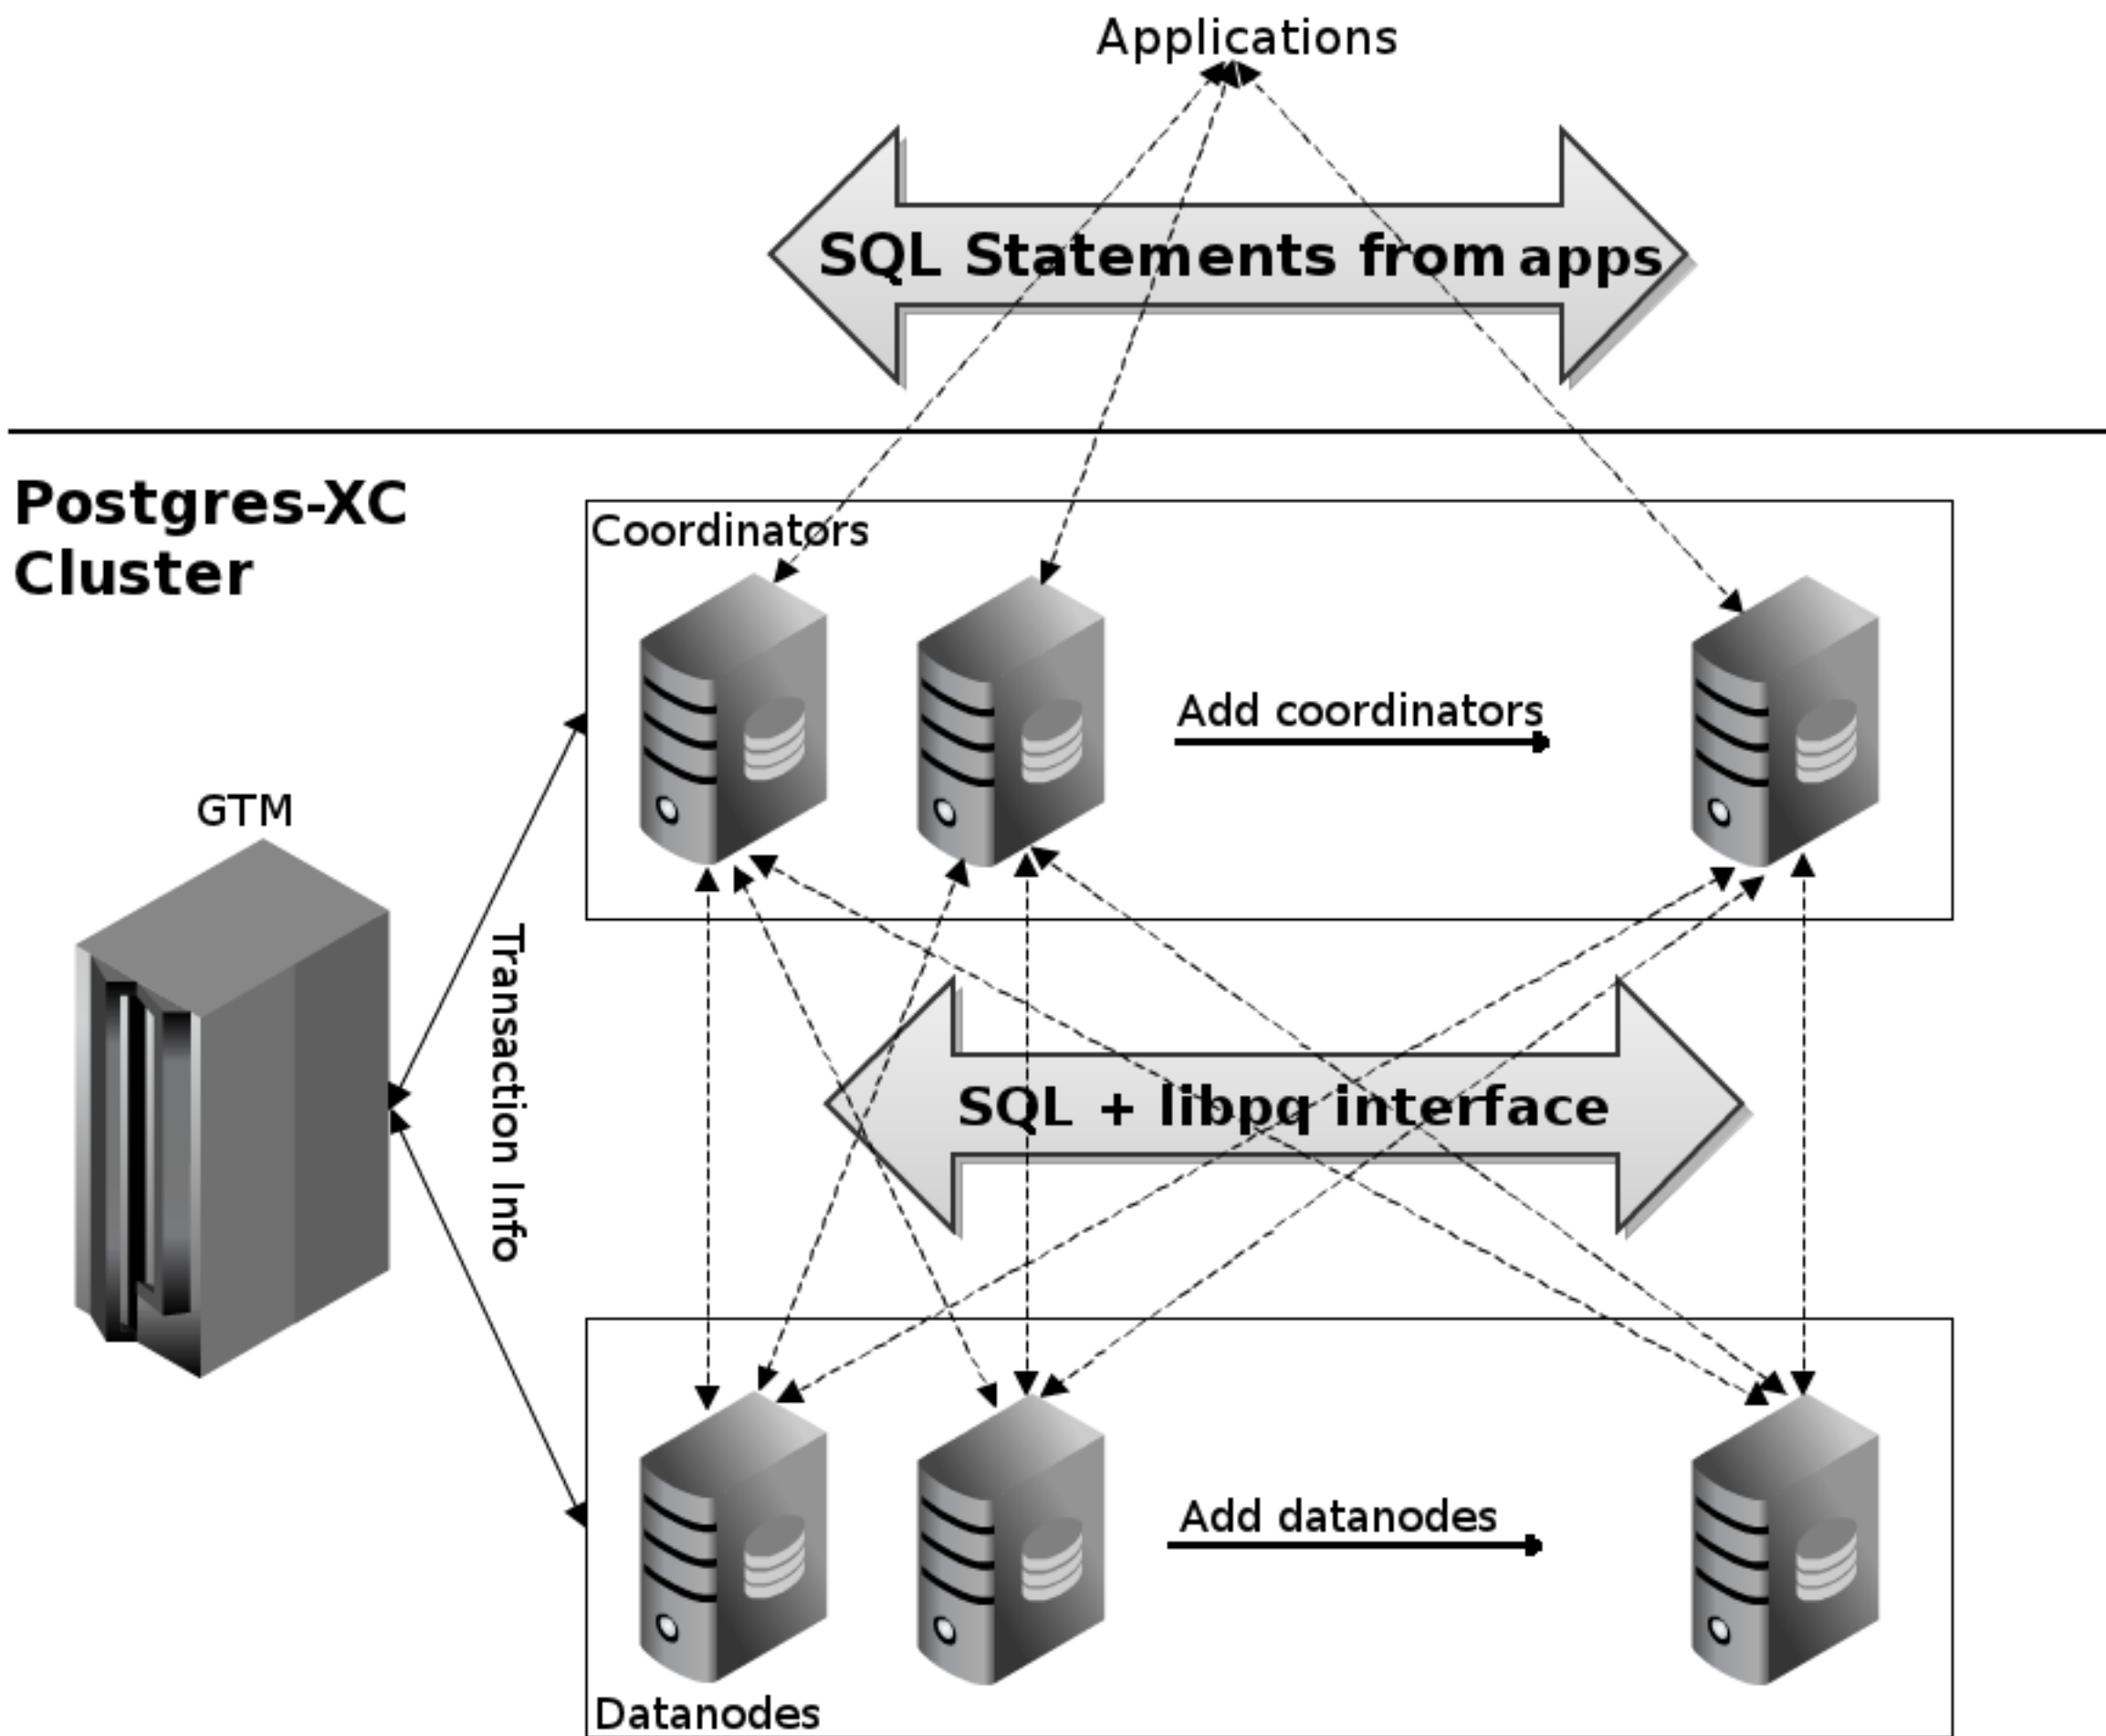 Applications
SQL Statements from apps
Postgres-XC
Cluster
Coordinators
Add coordinators
GTM
Transaction Info
SQL + libpq interface
Add datanodes
Datanodes